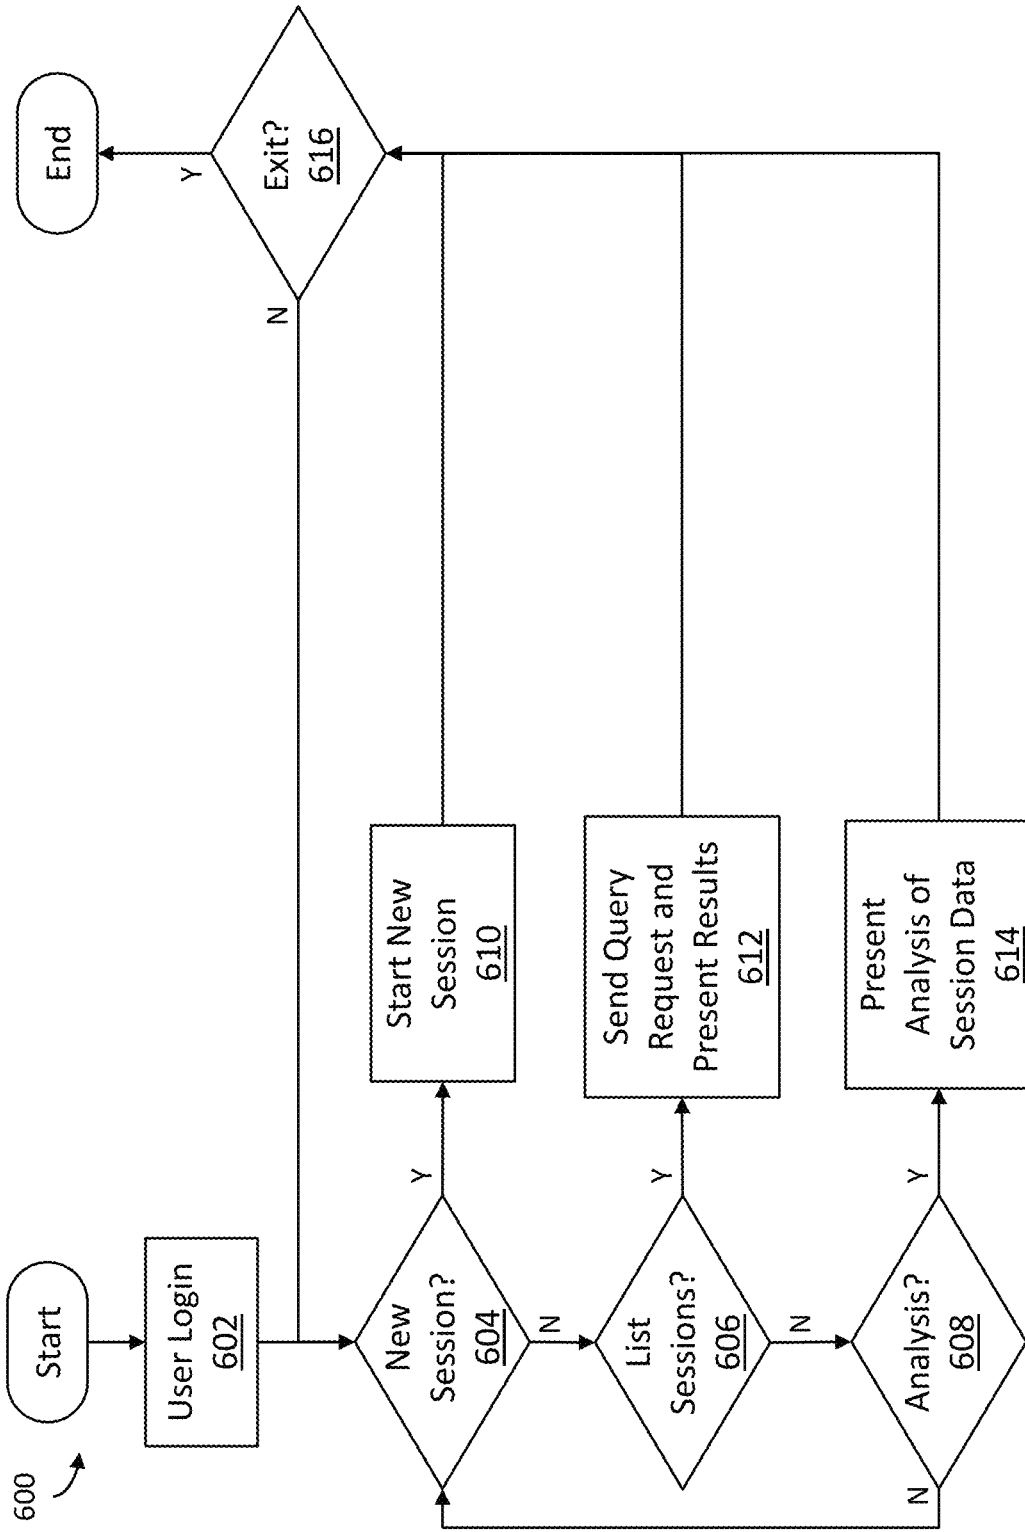 600
Start
User Login
602
New
Session?
604
Y
N
Start New
Session
610
List
Sessions?
606
Y
N
Send Query
Request and
Present Results
612
Analysis?
608
Y
N
Present
Analysis of
Session Data
614
Exit?
616
Y
N
End